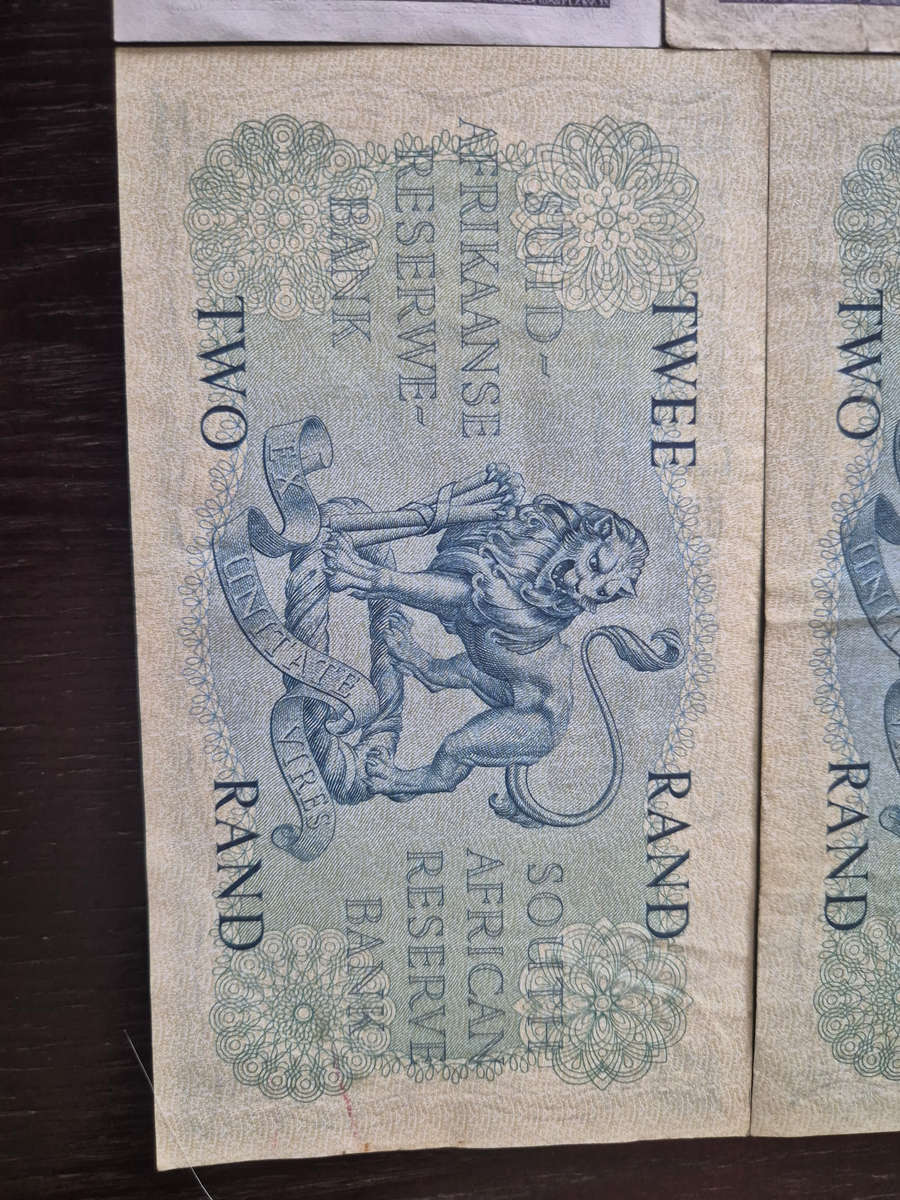 TWEE RAND
SUID-
AFRIKAANSE
RESERWE-
BANK
SOUTH
AFRICAN
RESERVE
BANK
EX UNITATE VIRES
TWO RAND
TWO RAND